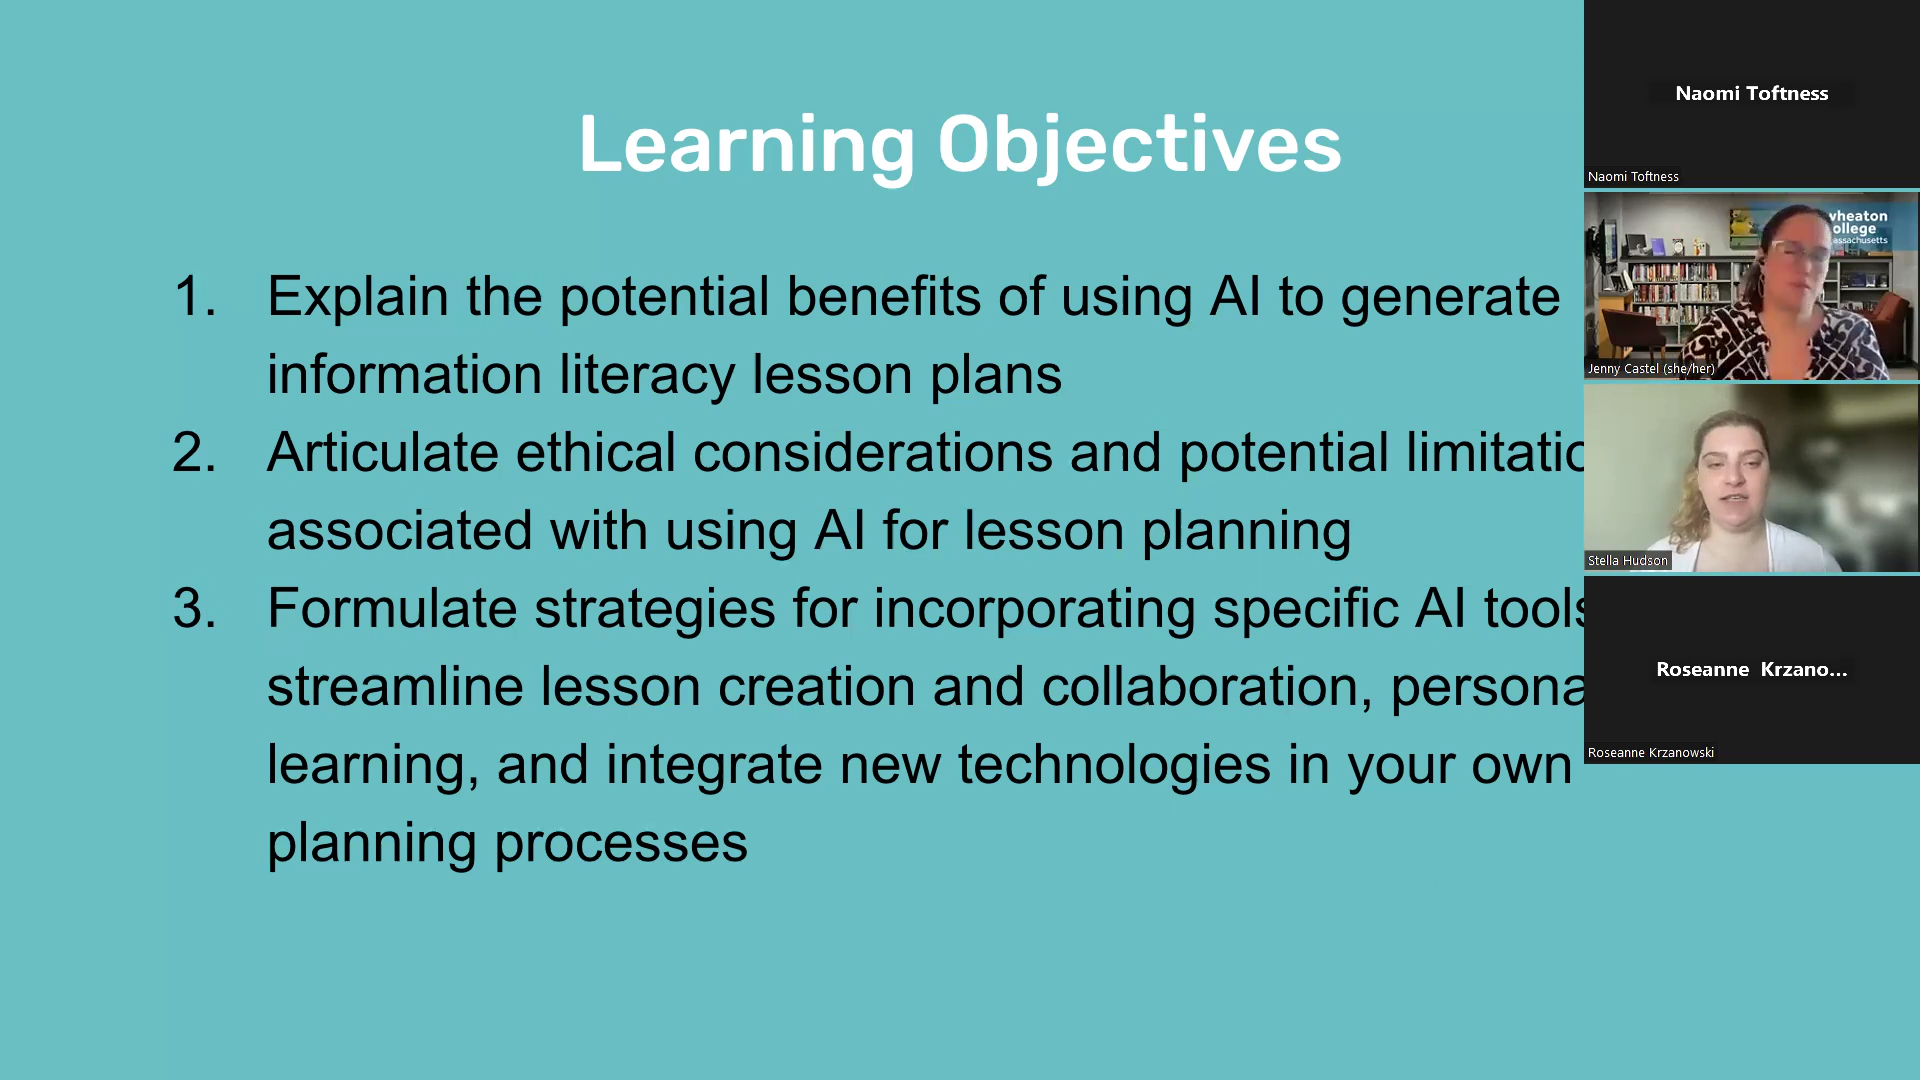 Learning Objectives
1. Explain the potential benefits of using AI to generate
information literacy lesson plans
2. Articulate ethical considerations and potential limitatio
associated with using AI for lesson planning
3. Formulate strategies for incorporating specific AI tools
streamline lesson creation and collaboration, persona
learning, and integrate new technologies in your own
planning processes
Naomi Toftness
Naomi Toftness
wheaton
ollege
assachusetts
Jenny Castel (she/her)
Stella Hudson
Roseanne Krzano...
Roseanne Krzanowski